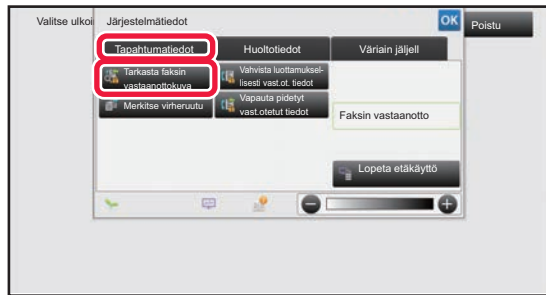 Valitse ulkoi
Järjestelmätiedot
OK
Poistu
Tapahtumatiedot
Huoltotiedot
Väriain jäljell
Tarkasta faksin
vastaanottokuva
Vahvista luottamuksel-
lisesti vast.ot. tiedot
Merkitse virheruutu
Vapauta pidetyt
vast.otetut tiedot
Faksin vastaanotto
Lopeta etäkäyttö